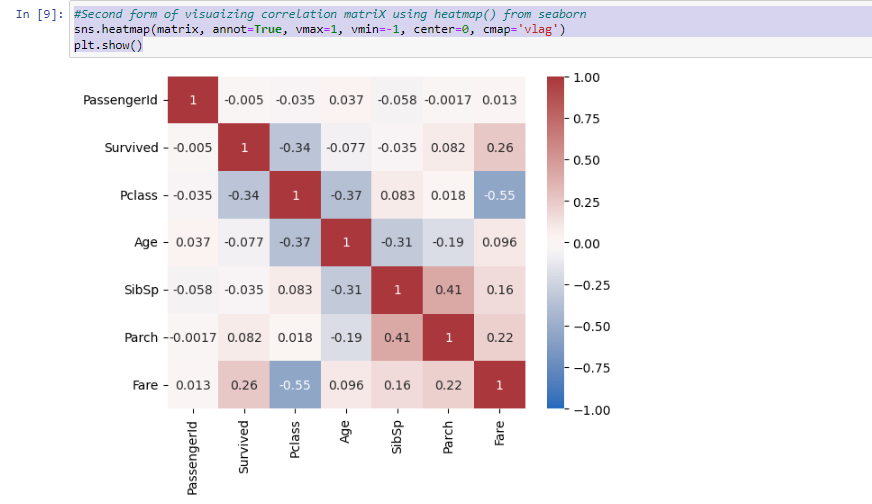 In [9]: #Second form of visuaizing correlation matriX using heatmap() from seaborn
sns.heatmap(matrix, annot=True, vmax=1, vmin=-1, center=0, cmap='vlag')
plt.show()
PassengerId 1 -0.005 -0.035 0.037 -0.058 -0.0017 0.013
Survived -0.005 1 -0.34 -0.077 -0.035 0.082 0.26
Pclass -0.035 -0.34 1 -0.37 0.083 0.018 -0.55
Age 0.037 -0.077 -0.37 1 -0.31 -0.19 0.096
SibSp -0.058 -0.035 0.083 -0.31 1 0.41 0.16
Parch -0.0017 0.082 0.018 -0.19 0.41 1 0.22
Fare 0.013 0.26 -0.55 0.096 0.16 0.22 1
PassengerId
Survived
Pclass
Age
SibSp
Parch
Fare
1.00
0.75
0.50
0.25
0.00
−0.25
−0.50
−0.75
−1.00